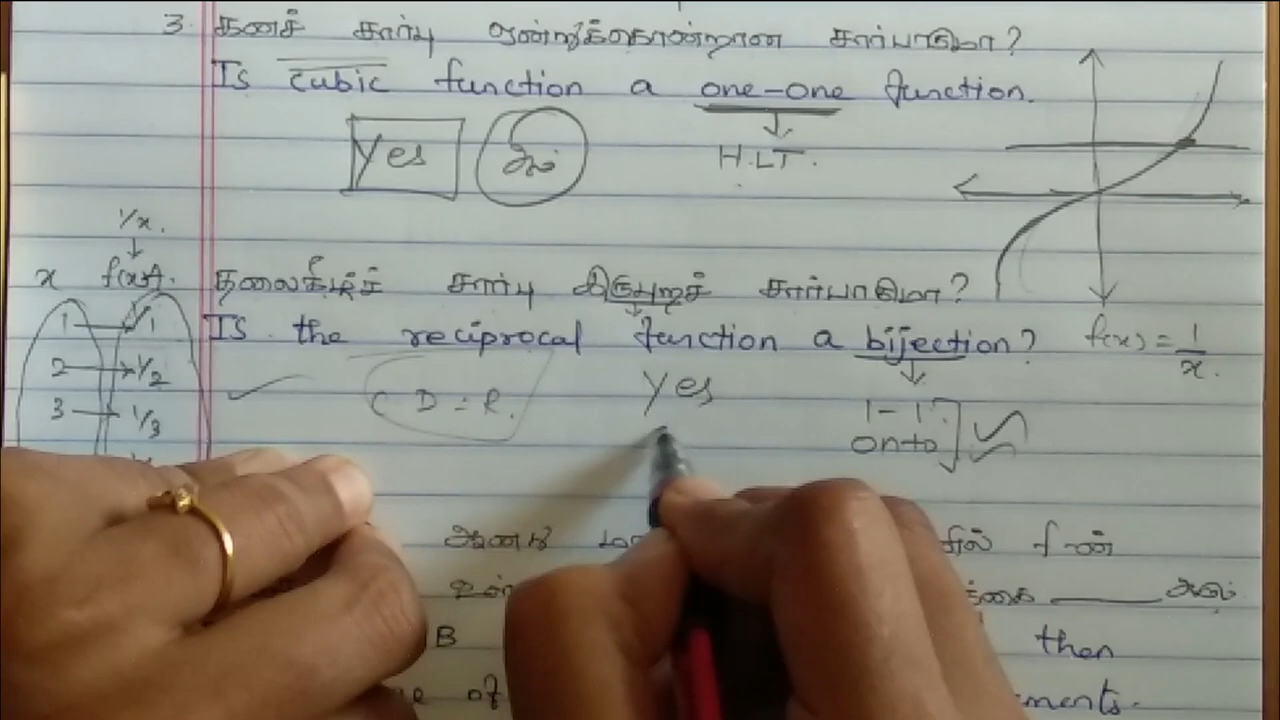 3. கனச் சார்பு ஒன்றுக்கொன்றான சார்பாகுமா?
Is cubic function a one-one function.
Yes ஆம்
H.L.T.
1/x.
x f(x)
தலைகீழ்ச் சார்பு இருபுறச் சார்பாகுமா?
IS the reciprocal function a bijection? f(x) = 1/x.
1 1
2 1/2
3 1/3
C D = R.
Yes
1-1
onto
B then
of